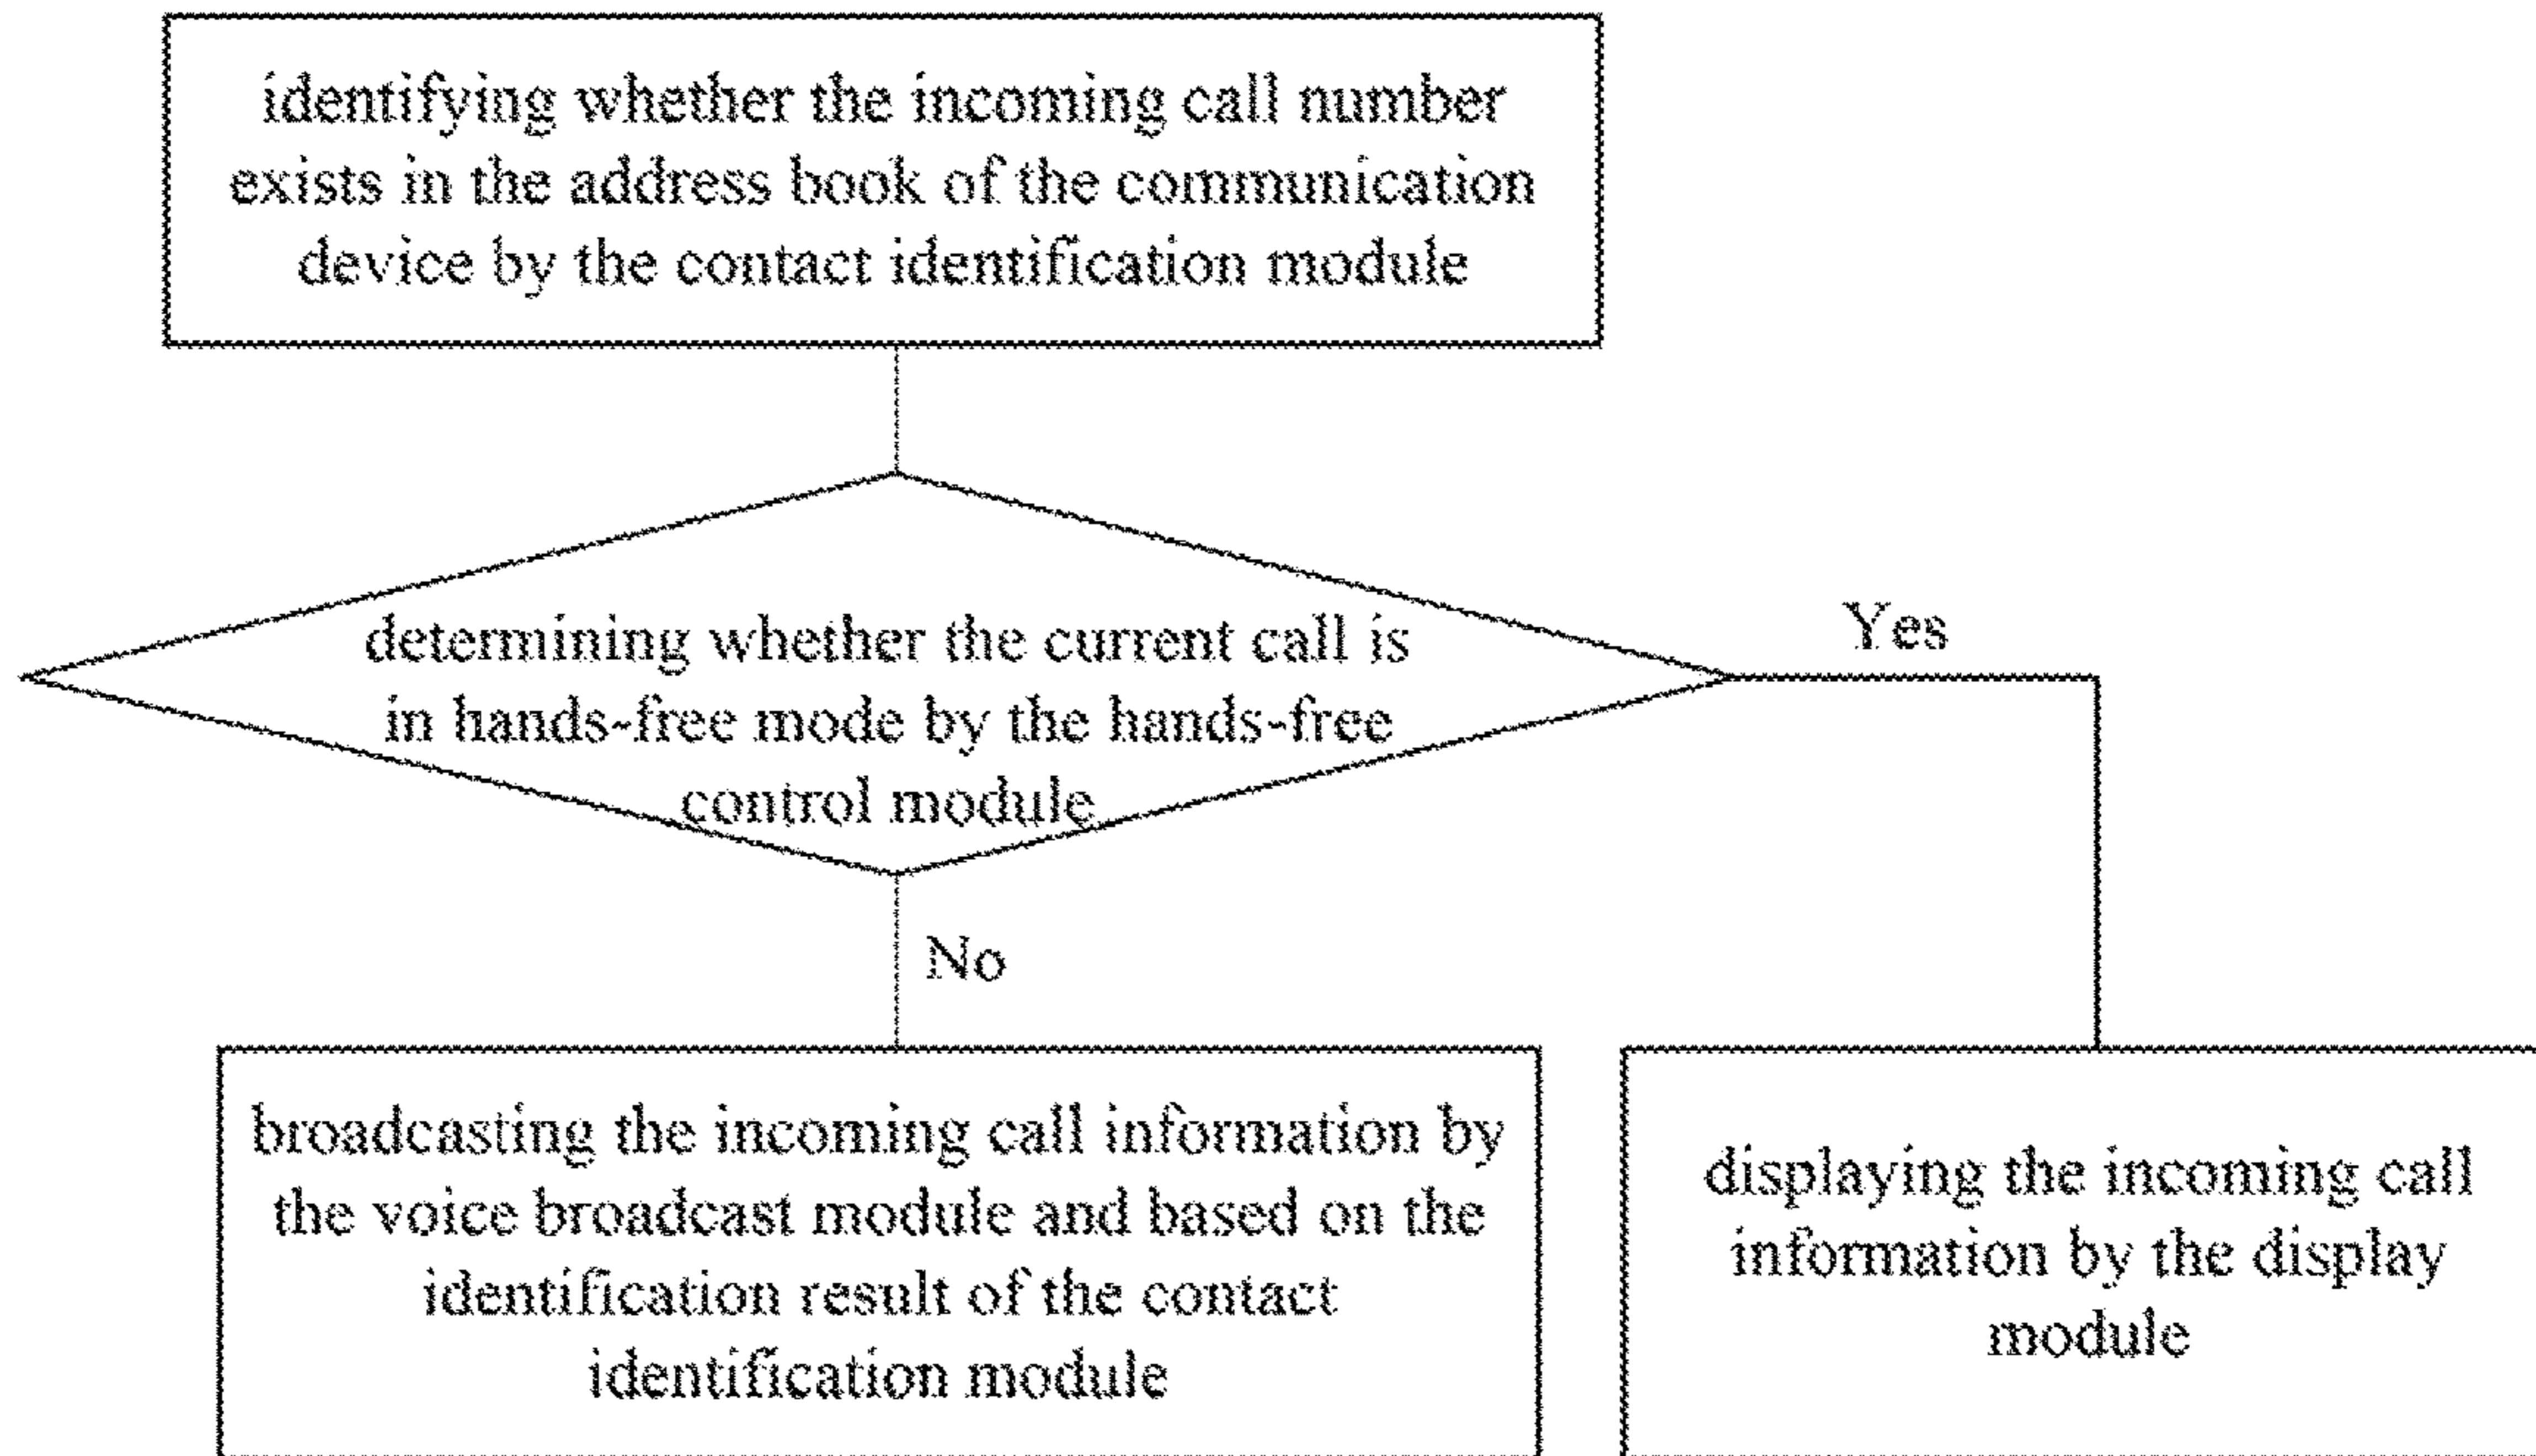 identifying whether the incoming call number
exists in the address book of the communication
device by the contact identification module
determining whether the current call is
in hands-free mode by the hands-free
control module
Yes
No
broadcasting the incoming call information by
the voice broadcast module and based on the
identification result of the contact
identification module
displaying the incoming call
information by the display
module